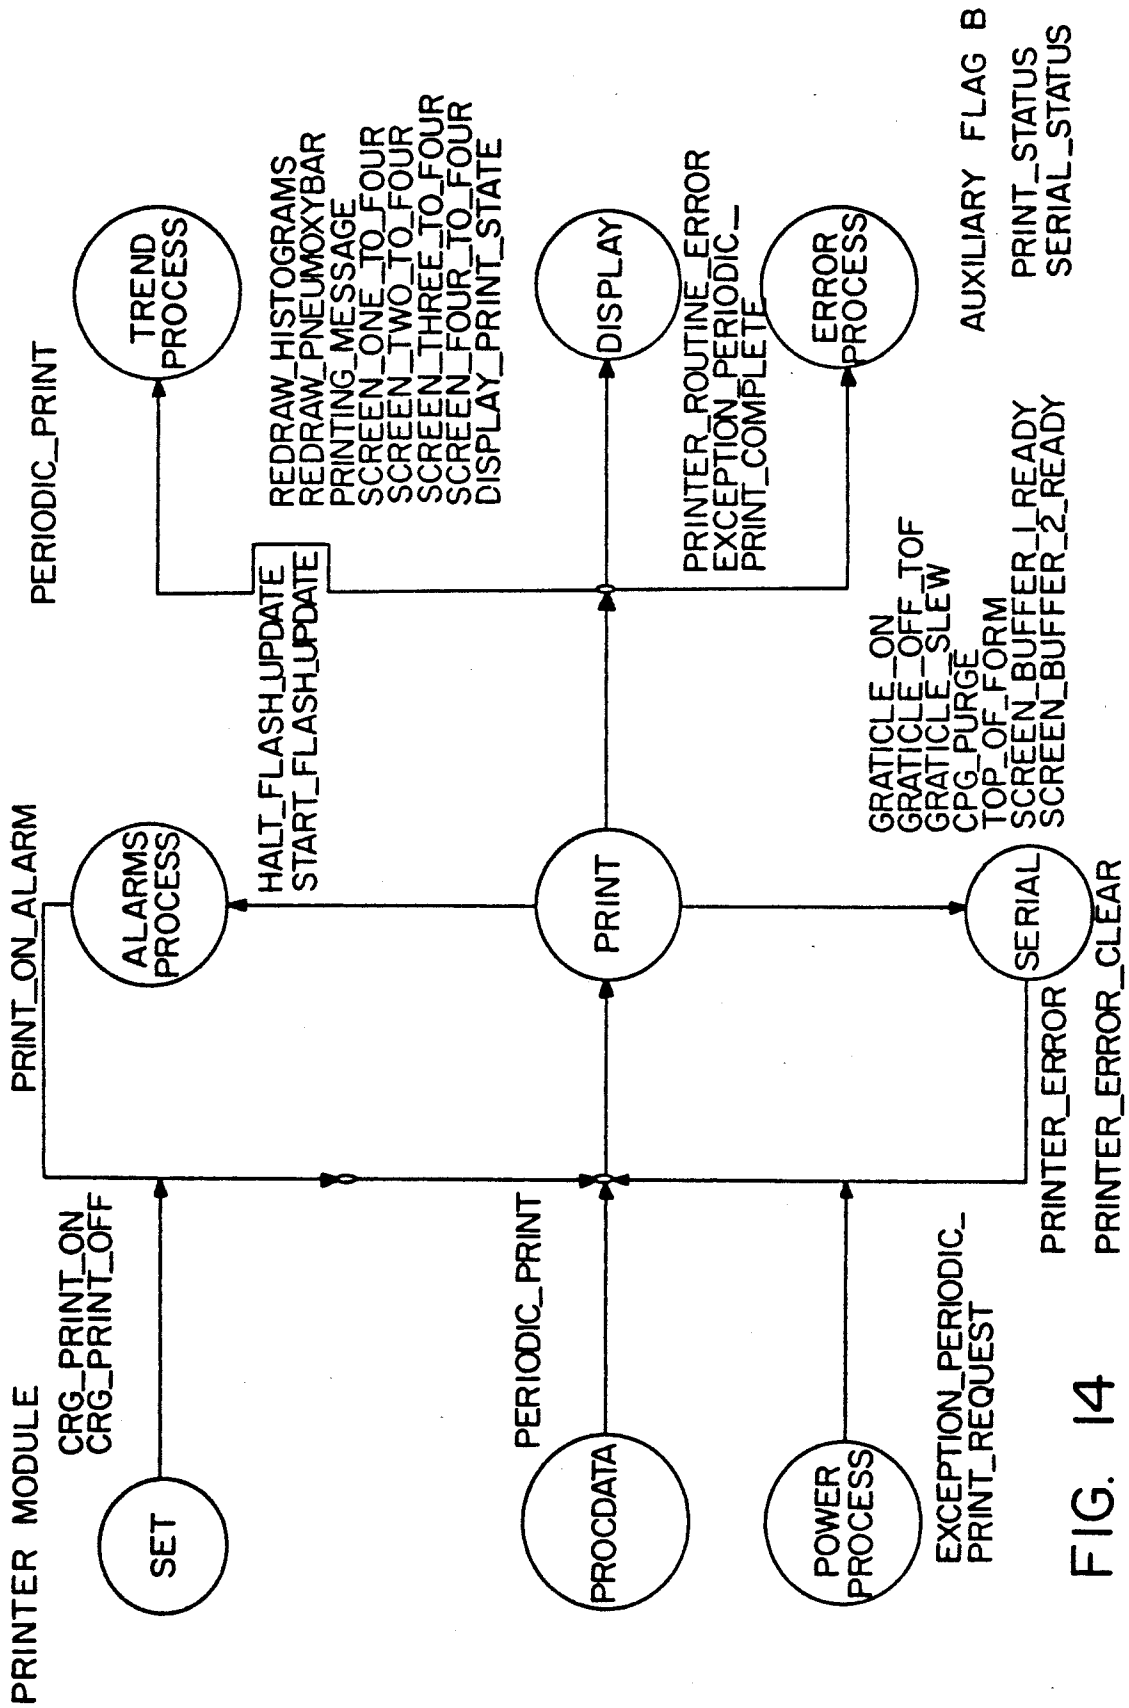 PRINTER MODULE
CRG_PRINT_ON
CRG_PRINT_OFF
SET
PRINT_ON_ALARM
ALARMS
PROCESS
PERIODIC_PRINT
TREND
PROCESS
HALT_FLASH_UPDATE
START_FLASH_UPDATE
REDRAW_HISTOGRAMS
REDRAW_PNEUMOXYBAR
PRINTING_MESSAGE
SCREEN_ONE_TO_FOUR
SCREEN_TWO_TO_FOUR
SCREEN_THREE_TO_FOUR
SCREEN_FOUR_TO_FOUR
DISPLAY_PRINT_STATE
PERIODIC_PRINT
PROCDATA
PRINT
DISPLAY
PRINTER_ROUTINE_ERROR
EXCEPTION_PERIODIC_
PRINT_COMPLETE
POWER
PROCESS
ERROR
PROCESS
EXCEPTION_PERIODIC_
PRINT_REQUEST
GRATICLE_ON
GRATICLE_OFF_TOF
GRATICLE_SLEW
CPG_PURGE
TOP_OF_FORM
SCREEN_BUFFER_1_READY
SCREEN_BUFFER_2_READY
SERIAL
PRINTER_ERROR
PRINTER_ERROR_CLEAR
AUXILIARY FLAG B
PRINT_STATUS
SERIAL_STATUS
FIG. 14